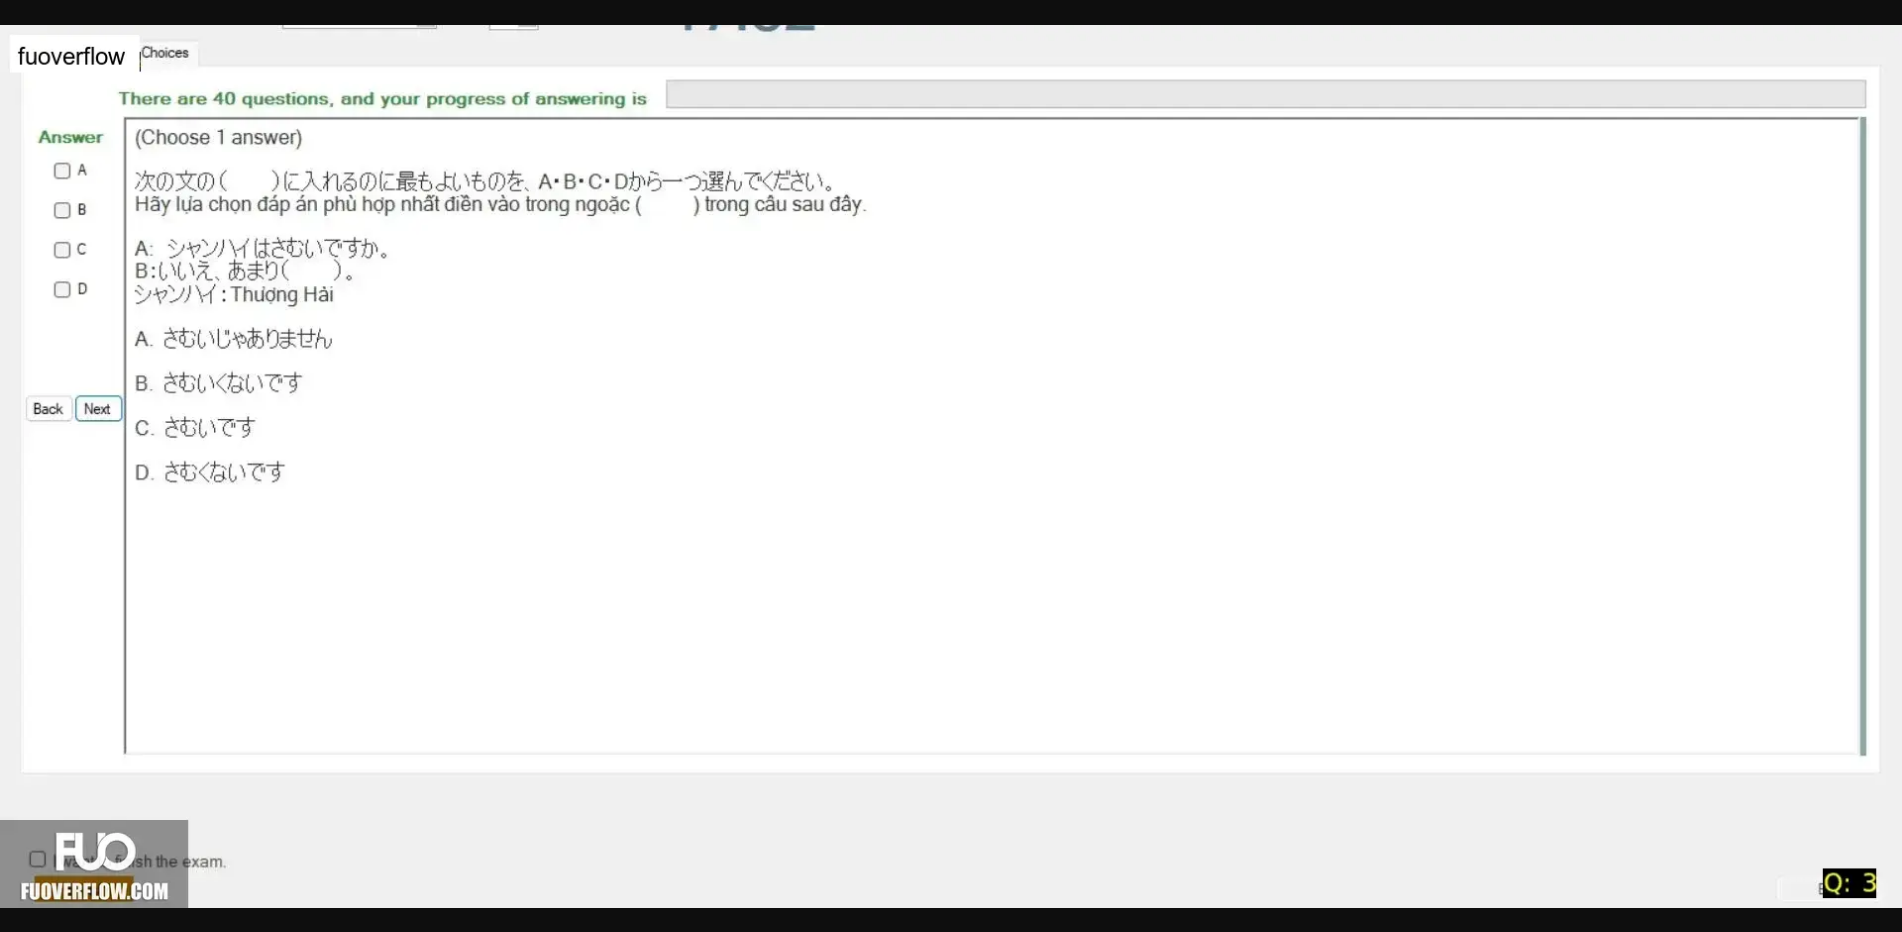 fuoverflow
Choices
There are 40 questions, and your progress of answering is
Answer
A
B
C
D
Back
Next
(Choose 1 answer)
次の文の(　　)に入れるのに最もよいものを、A・B・C・Dから一つ選んでください。
Hãy lựa chọn đáp án phù hợp nhất điền vào trong ngoặc (　　) trong câu sau đây.
A: シャンハイはさむいですか。
B:いいえ、あまり(　　)。
シャンハイ:Thượng Hải
A. さむいじゃありません
B. さむいくないです
C. さむいです
D. さむくないです
FUO
the exam.
FUOVERFLOW.COM
Q: 3